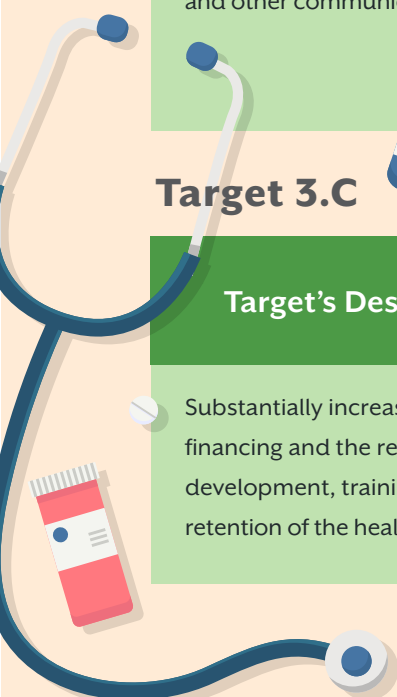 and other communi
Target 3.C
Target's Des
Substantially increas
financing and the re
development, traini
retention of the heal